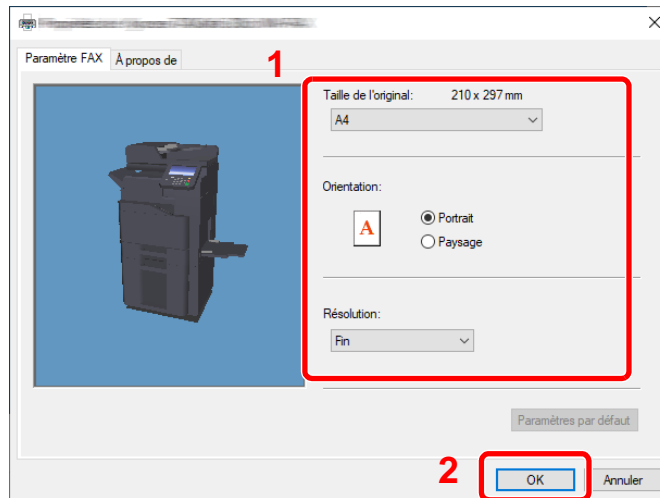 Paramètre FAX À propos de
1
Taille de l'original: 210 x 297 mm
A4
Orientation:
A
Portrait
Paysage
Résolution:
Fin
Paramètres par défaut
2
OK Annuler